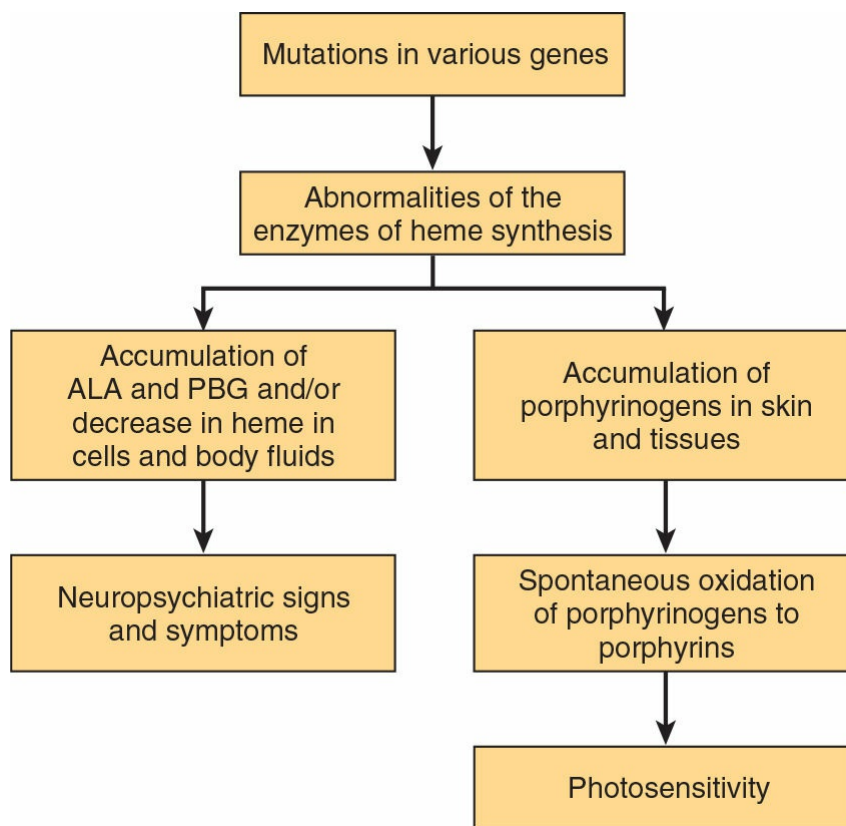 Mutations in various genes
Abnormalities of the
enzymes of heme synthesis
Accumulation of
ALA and PBG and/or
decrease in heme in
cells and body fluids
Accumulation of
porphyrinogens in skin
and tissues
Neuropsychiatric signs
and symptoms
Spontaneous oxidation
of porphyrinogens to
porphyrins
Photosensitivity